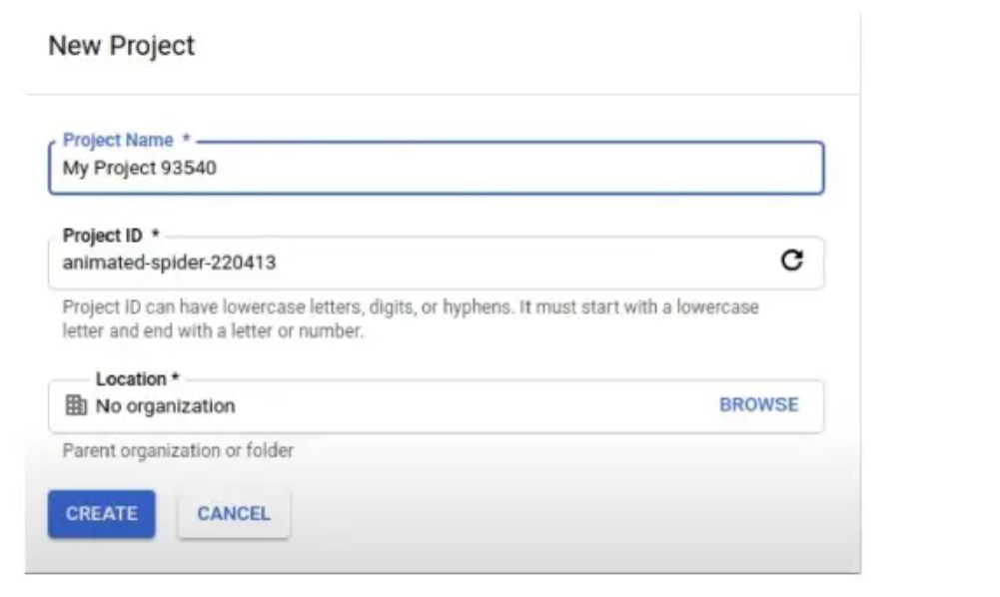 New Project
Project Name *
My Project 93540
Project ID *
animated-spider-220413
Project ID can have lowercase letters, digits, or hyphens. It must start with a lowercase
letter and end with a letter or number.
Location *
No organization BROWSE
Parent organization or folder
CREATE CANCEL